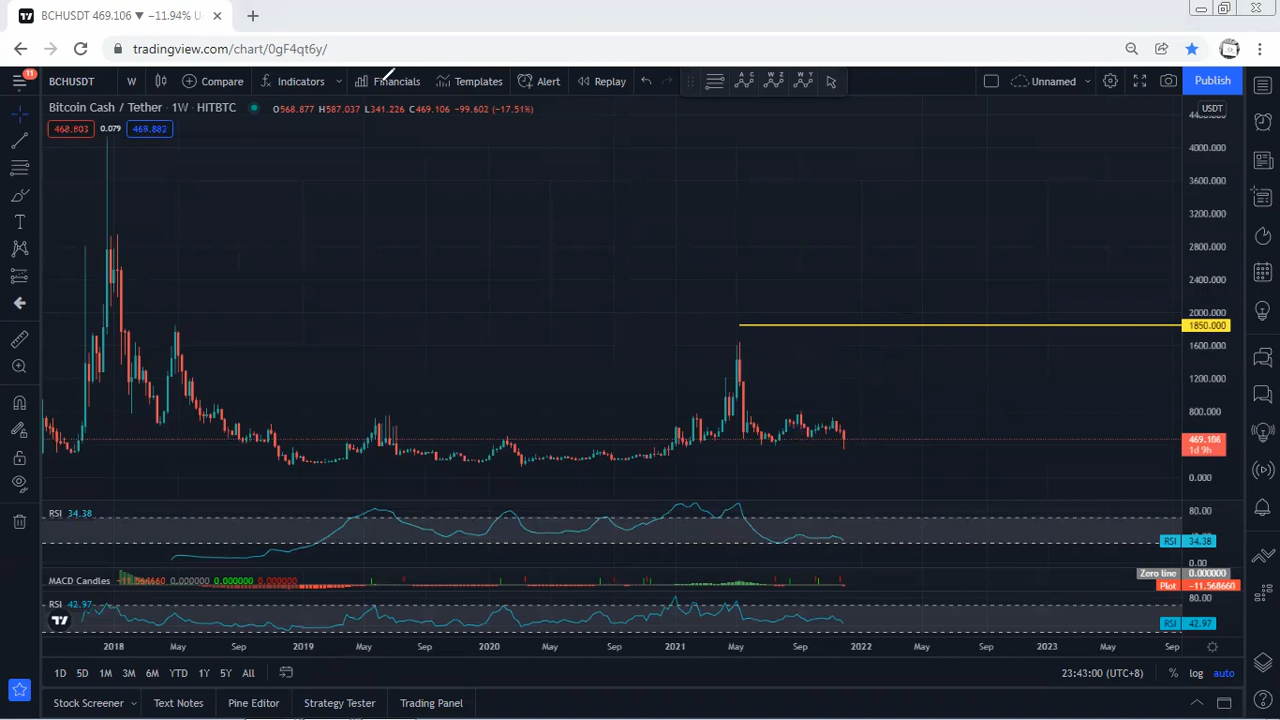 BCHUSDT 469.106 ▼ −11.94% U
tradingview.com/chart/0gF4qt6y/
11
BCHUSDT W Compare Indicators Financials Templates Alert Replay A C W Z W Y Unnamed Publish
Bitcoin Cash / Tether · 1W · HITBTC O568.877 H587.037 L341.226 C469.106 −99.602 (−17.51%)
USDT
468.803 0.079 469.882
4000.000
3600.000
3200.000
2800.000
2400.000
2000.000
1850.000
1600.000
1200.000
800.000
469.106
1d 9h
0.000
RSI 34.38
80.00
RSI 34.38
0.00
MACD Candles −11.568660 0.000000 0.000000 0.000000
Zero line 0.000000
Plot −11.568660
RSI 42.97
80.00
RSI 42.97
2018 May Sep 2019 May Sep 2020 May Sep 2021 May Sep 2022 May Sep 2023 Sep
1D 5D 1M 3M 6M YTD 1Y 5Y All 23:43:00 (UTC+8) % log auto
Stock Screener Text Notes Pine Editor Strategy Tester Trading Panel